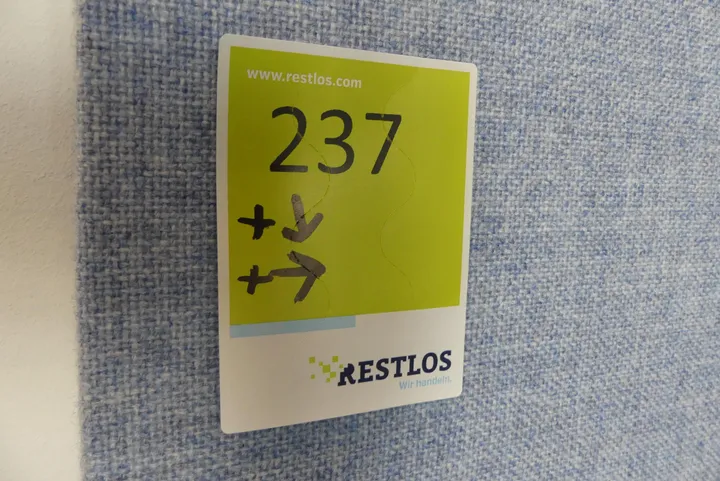 www.restlos.com
237
+ ↓
+ →
RESTLOS
Wir handeln.